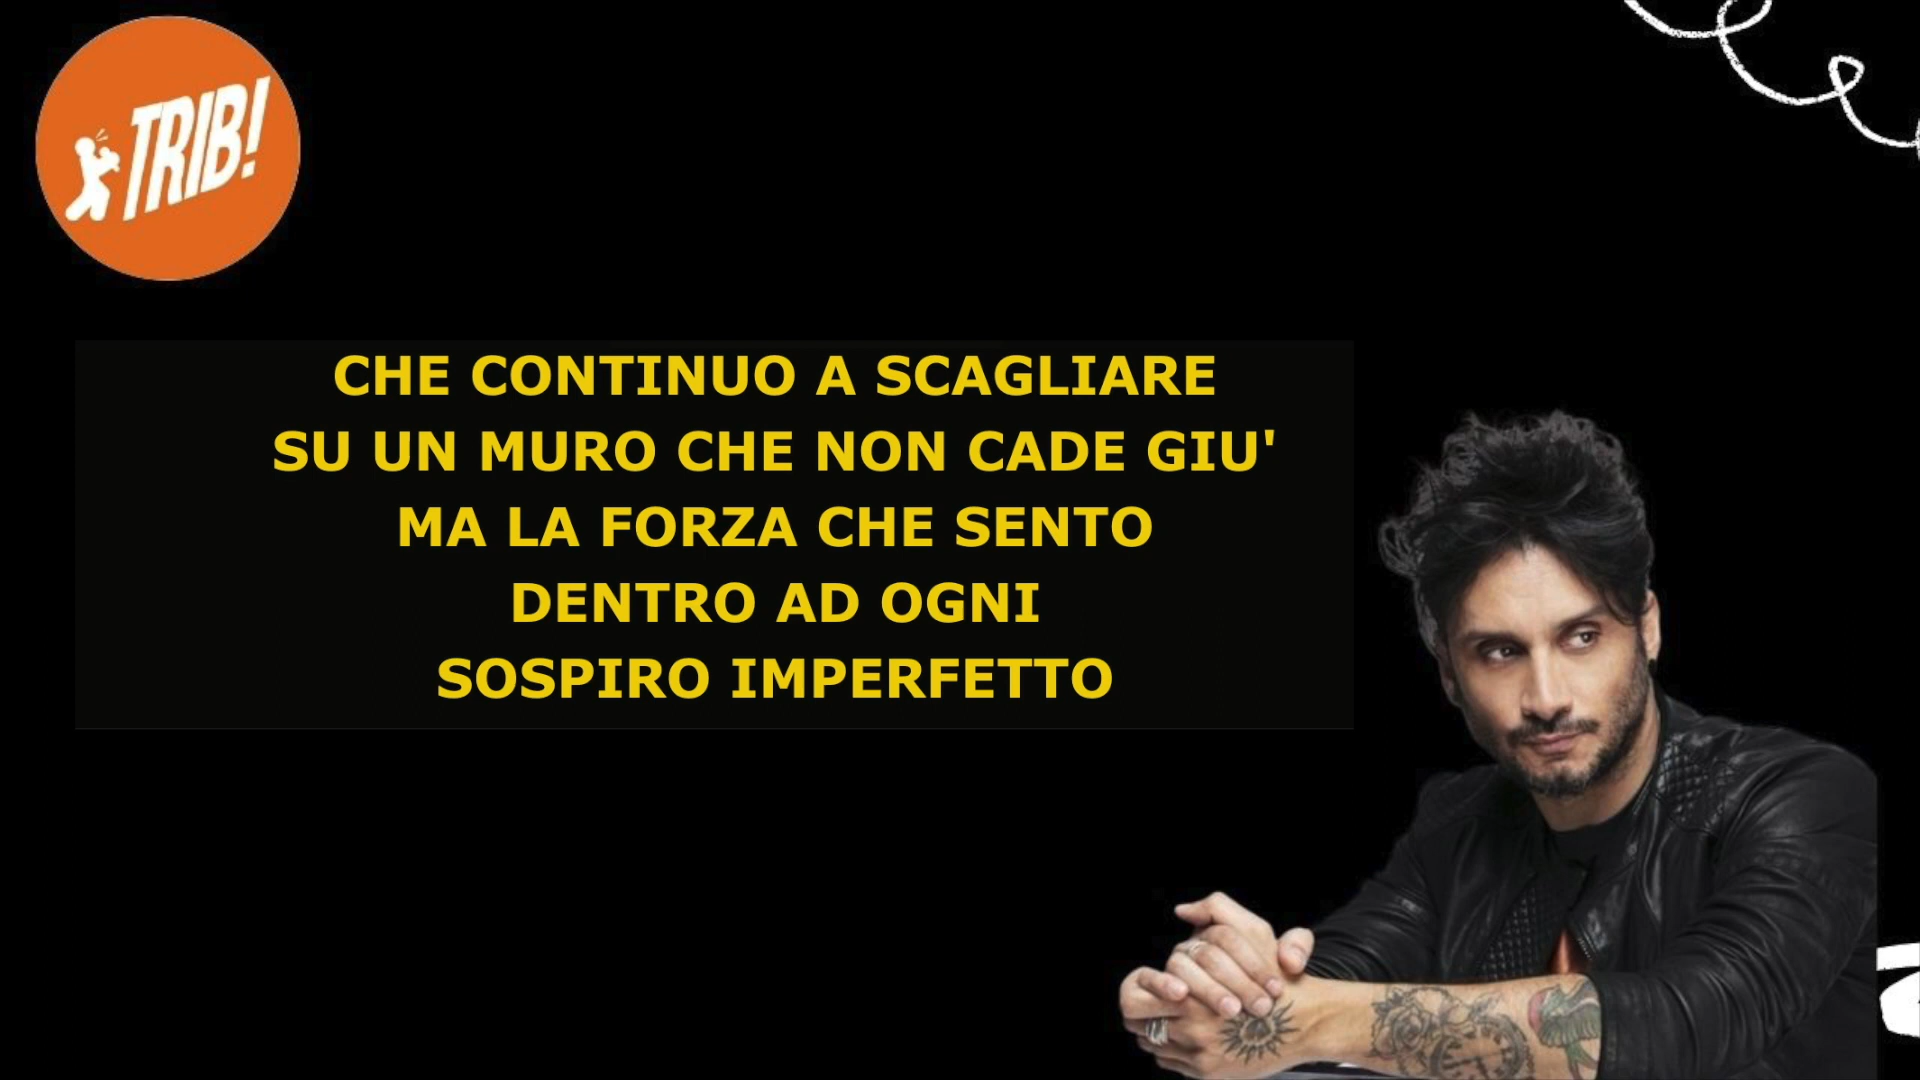 TRIB!
CHE CONTINUO A SCAGLIARE
SU UN MURO CHE NON CADE GIU'
MA LA FORZA CHE SENTO
DENTRO AD OGNI
SOSPIRO IMPERFETTO